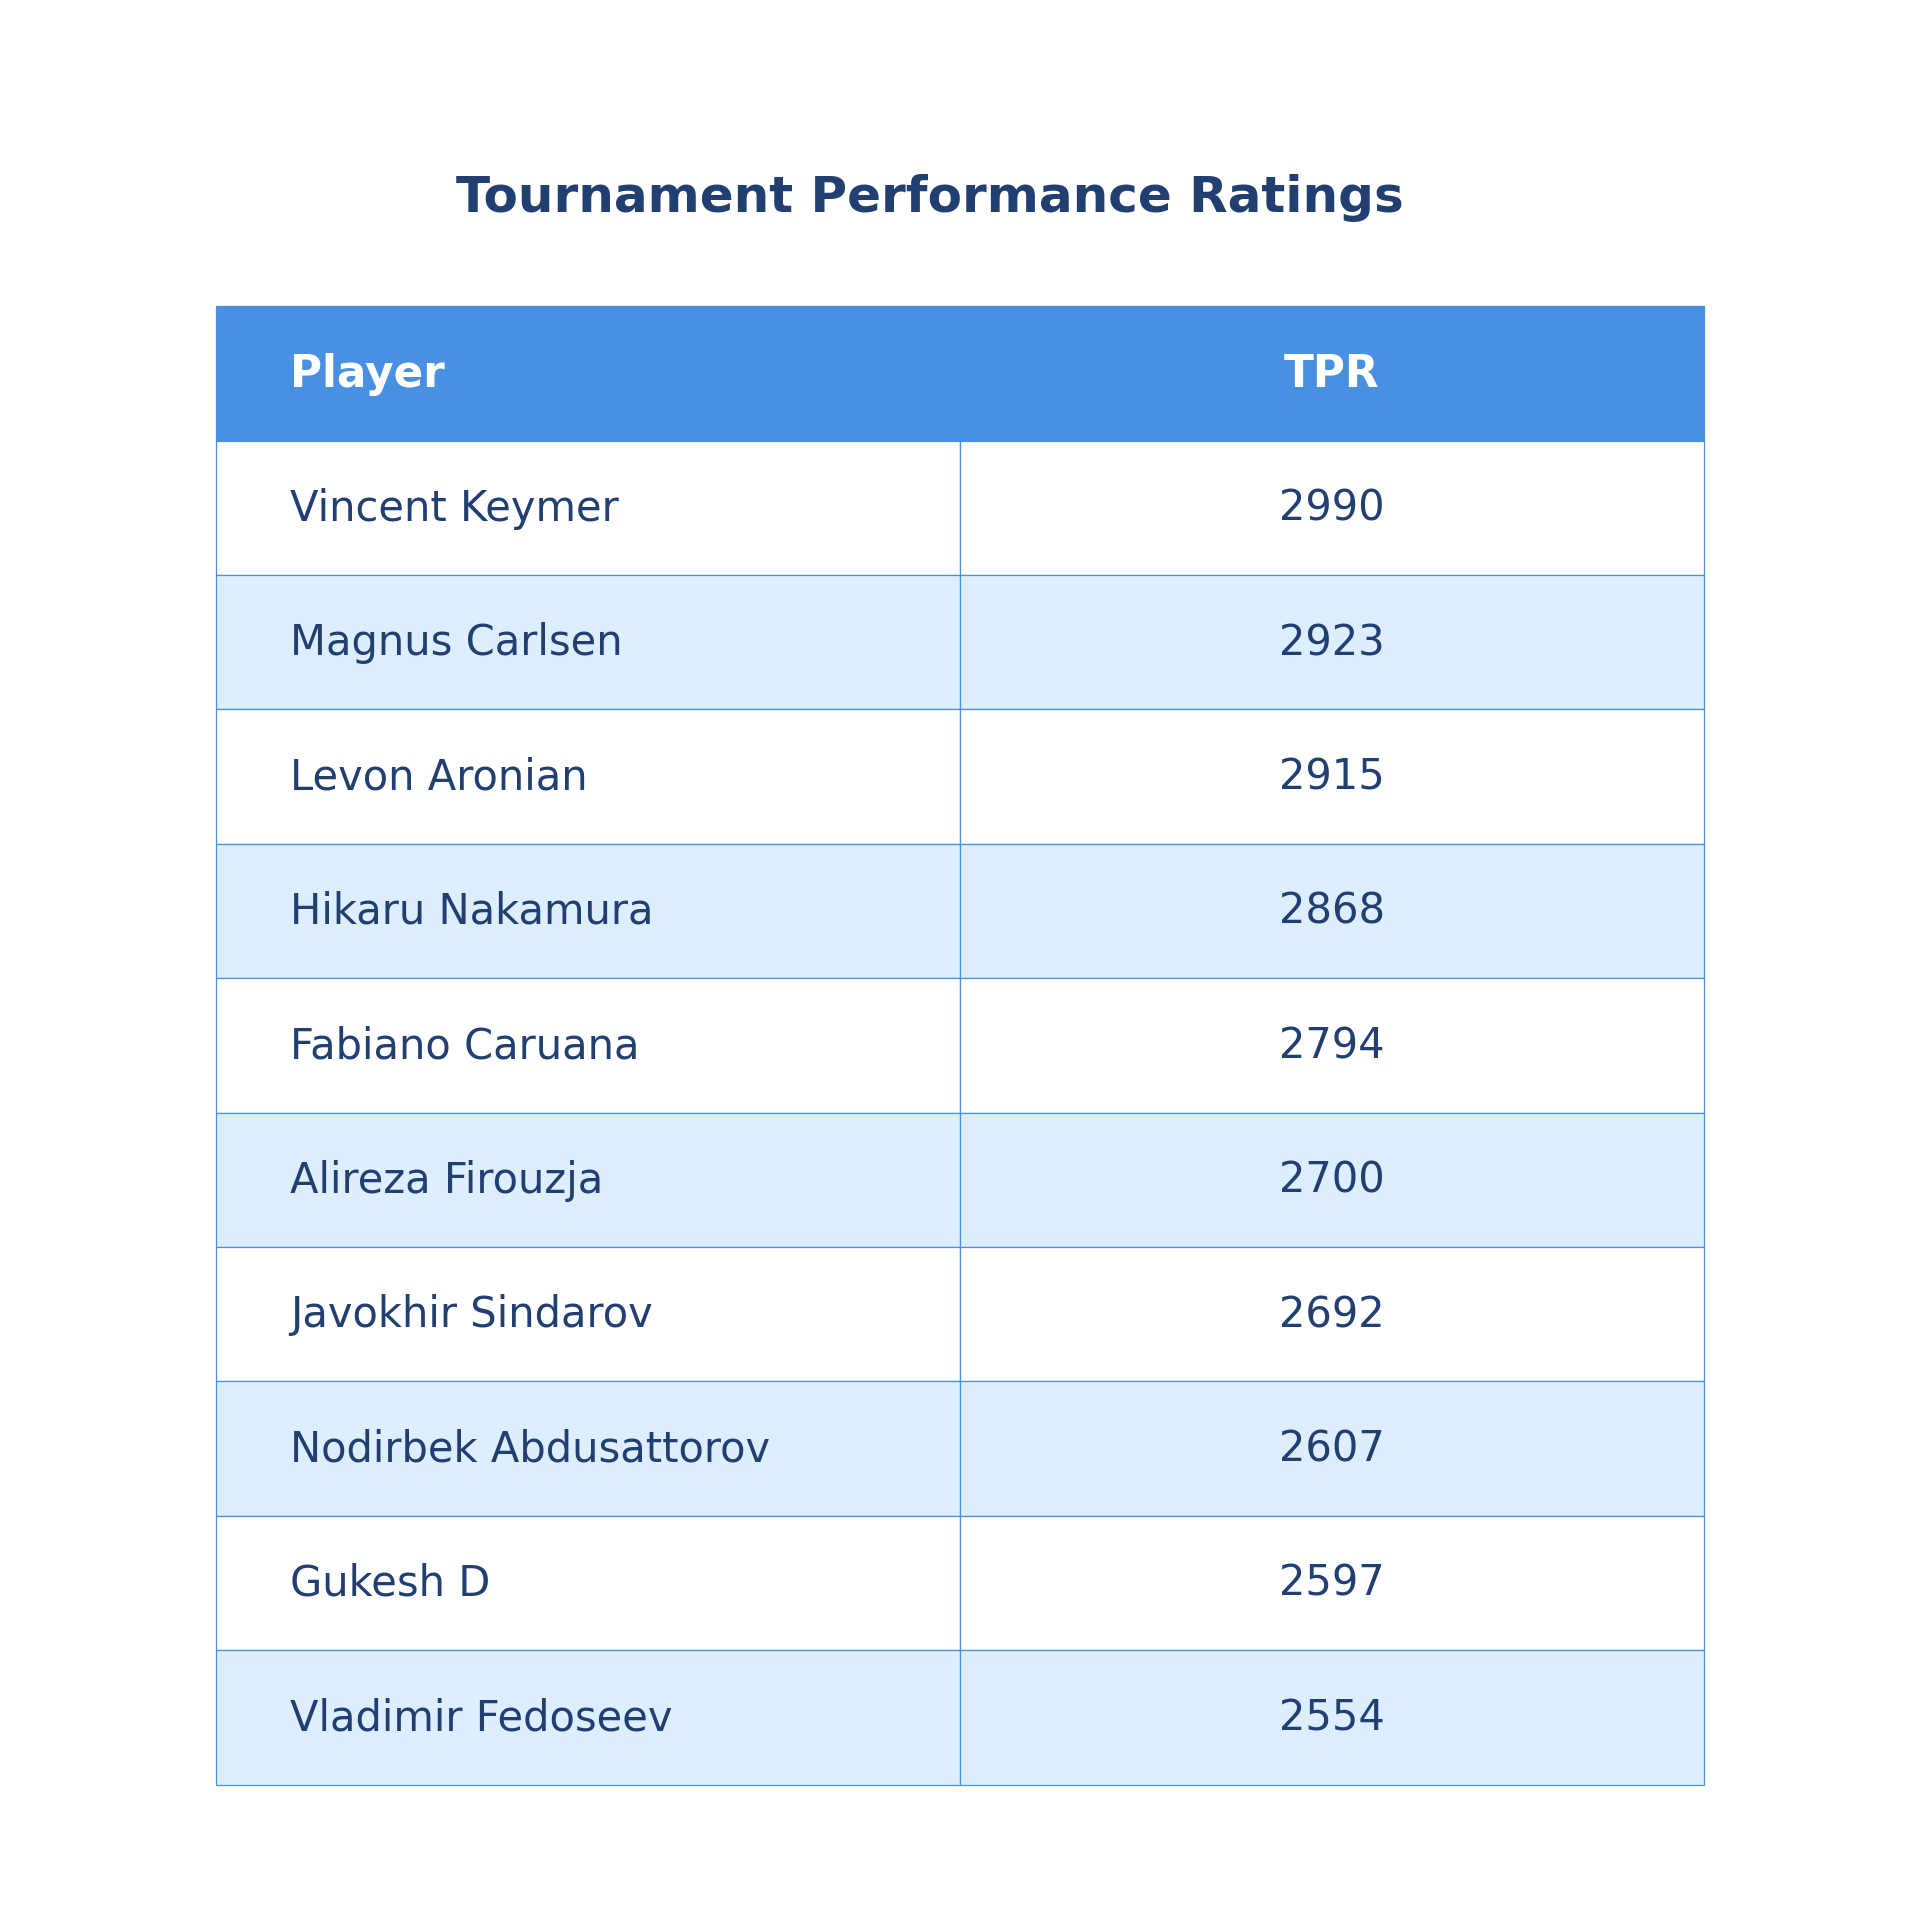 Tournament Performance Ratings
Player TPR
Vincent Keymer 2990
Magnus Carlsen 2923
Levon Aronian 2915
Hikaru Nakamura 2868
Fabiano Caruana 2794
Alireza Firouzja 2700
Javokhir Sindarov 2692
Nodirbek Abdusattorov 2607
Gukesh D 2597
Vladimir Fedoseev 2554